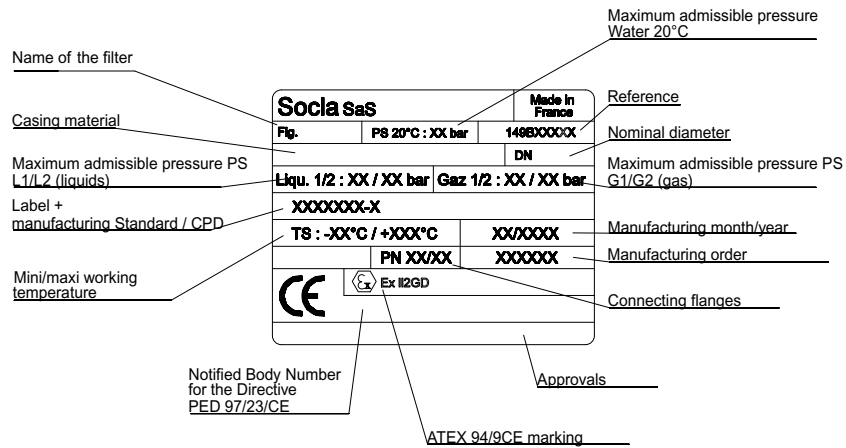 Maximum admissible pressure
Water 20°C
Name of the filter
Socla sas
Made in
France
Reference
Casing material
Fig.
PS 20°C : XX bar
149BXXXXX
Nominal diameter
DN
Maximum admissible pressure PS
L1/L2 (liquids)
Liqu. 1/2 : XX / XX bar
Gaz 1/2 : XX / XX bar
Maximum admissible pressure PS
G1/G2 (gas)
Label +
manufacturing Standard / CPD
XXXXXXX-X
TS : -XX°C / +XXX°C
XX/XXXX
Manufacturing month/year
PN XX/XX
XXXXXX
Manufacturing order
Mini/maxi working
temperature
CE
Ex
Ex II2GD
Connecting flanges
Notified Body Number
for the Directive
PED 97/23/CE
Approvals
ATEX 94/9CE marking